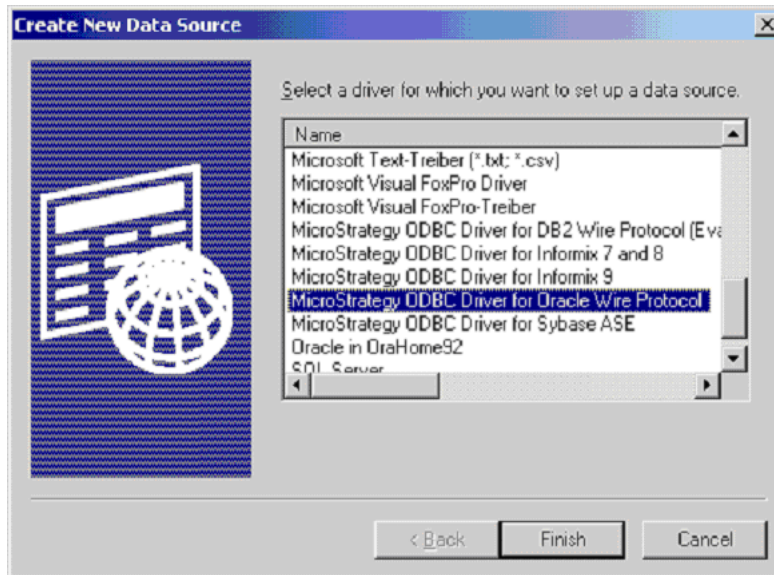 Create New Data Source
Select a driver for which you want to set up a data source.
Name
Microsoft Text-Treiber (*.txt; *.csv)
Microsoft Visual FoxPro Driver
Microsoft Visual FoxPro-Treiber
MicroStrategy ODBC Driver for DB2 Wire Protocol (Eva
MicroStrategy ODBC Driver for Informix 7 and 8
MicroStrategy ODBC Driver for Informix 9
MicroStrategy ODBC Driver for Oracle Wire Protocol
MicroStrategy ODBC Driver for Sybase ASE
Oracle in OraHome92
SQL Server
< Back Finish Cancel